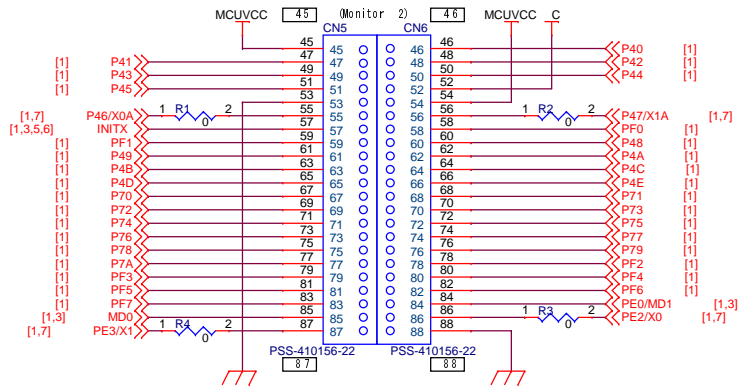 45 (Monitor 2) 46
MCUVCC CN5 CN6 MCUVCC C
45 45 46 46 P40 [1]
[1] P41 47 47 48 48 P42 [1]
[1] P43 49 49 50 50 P44 [1]
[1] P45 51 51 52 52
53 53 54 54
[1,7] P46/X0A 1 R1 0 2 55 55 56 56 1 R2 0 2 P47/X1A [1,7]
[1,3,5,6] INITX 57 57 58 58 PF0 [1]
[1] PF1 59 59 60 60 P48 [1]
[1] P49 61 61 62 62 P4A [1]
[1] P4B 63 63 64 64 P4C [1]
[1] P4D 65 65 66 66 P4E [1]
[1] P70 67 67 68 68 P71 [1]
[1] P72 69 69 70 70 P73 [1]
[1] P74 71 71 72 72 P75 [1]
[1] P76 73 73 74 74 P77 [1]
[1] P78 75 75 76 76 P79 [1]
[1] P7A 77 77 78 78 PF2 [1]
[1] PF3 79 79 80 80 PF4 [1]
[1] PF5 81 81 82 82 PF6 [1]
[1] PF7 83 83 84 84 PE0/MD1 [1,3]
[1,3] MD0 85 85 86 86 1 R3 0 2 PE2/X0 [1,7]
[1,7] PE3/X1 1 R4 0 2 87 87 88 88
PSS-410156-22 PSS-410156-22
87 88